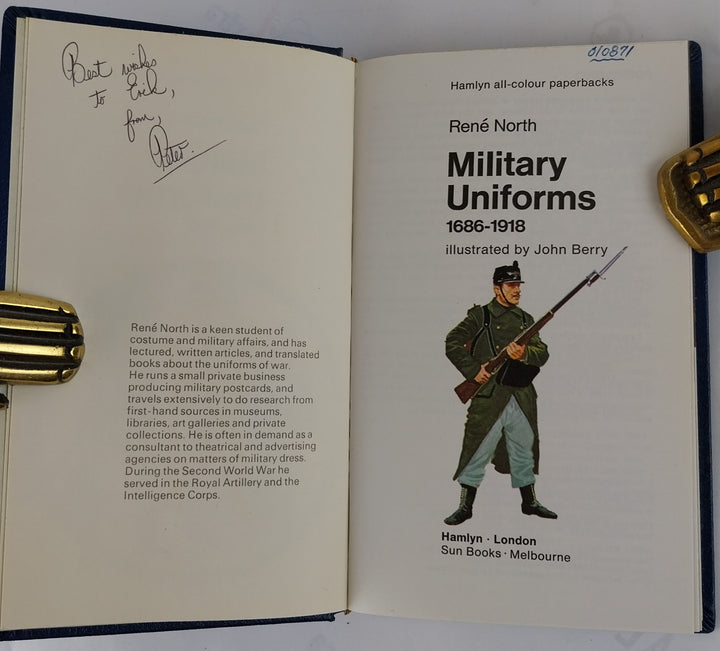 Best wishes
to Erik,
from,
Peter.
René North is a keen student of
costume and military affairs, and has
lectured, written articles, and translated
books about the uniforms of war.
He runs a small private business
producing military postcards, and
travels extensively to do research from
first-hand sources in museums,
libraries, art galleries and private
collections. He is often in demand as a
consultant to theatrical and advertising
agencies on matters of military dress.
During the Second World War he
served in the Royal Artillery and the
Intelligence Corps.
010871
Hamlyn all-colour paperbacks
René North
Military
Uniforms
1686-1918
illustrated by John Berry
Hamlyn · London
Sun Books · Melbourne